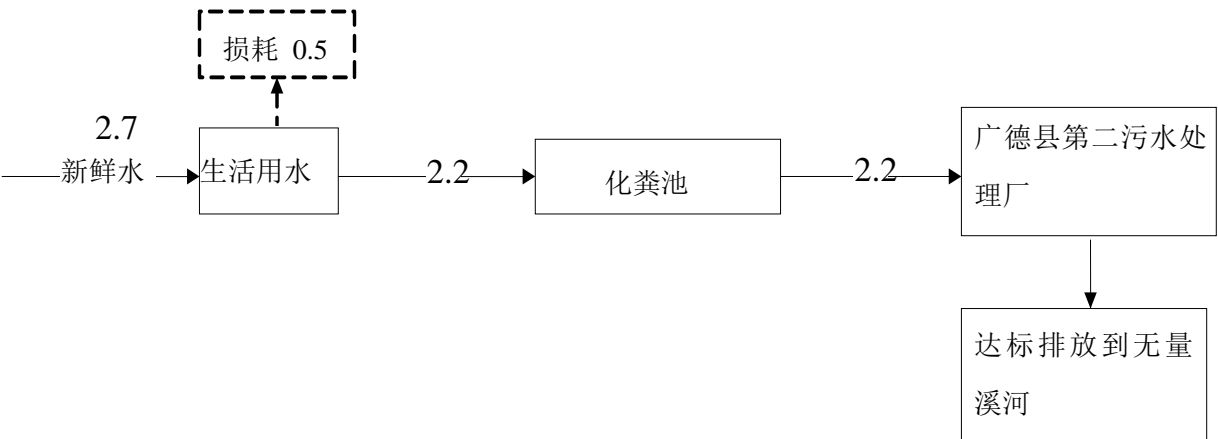 损耗 0.5
2.7
新鲜水
生活用水
2.2
化粪池
2.2
广德县第二污水处
理厂
达标排放到无量
溪河